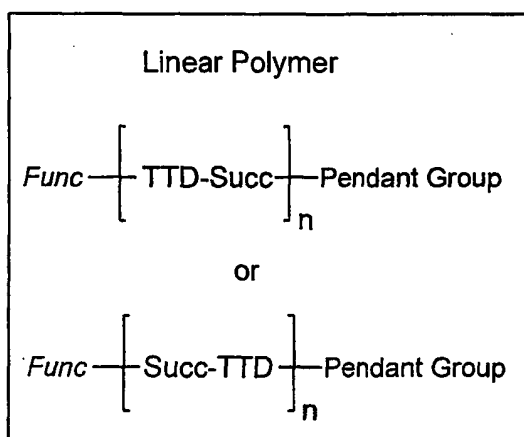 Linear Polymer
Func TTD-Succ Pendant Group
n
or
Func Succ-TTD Pendant Group
n